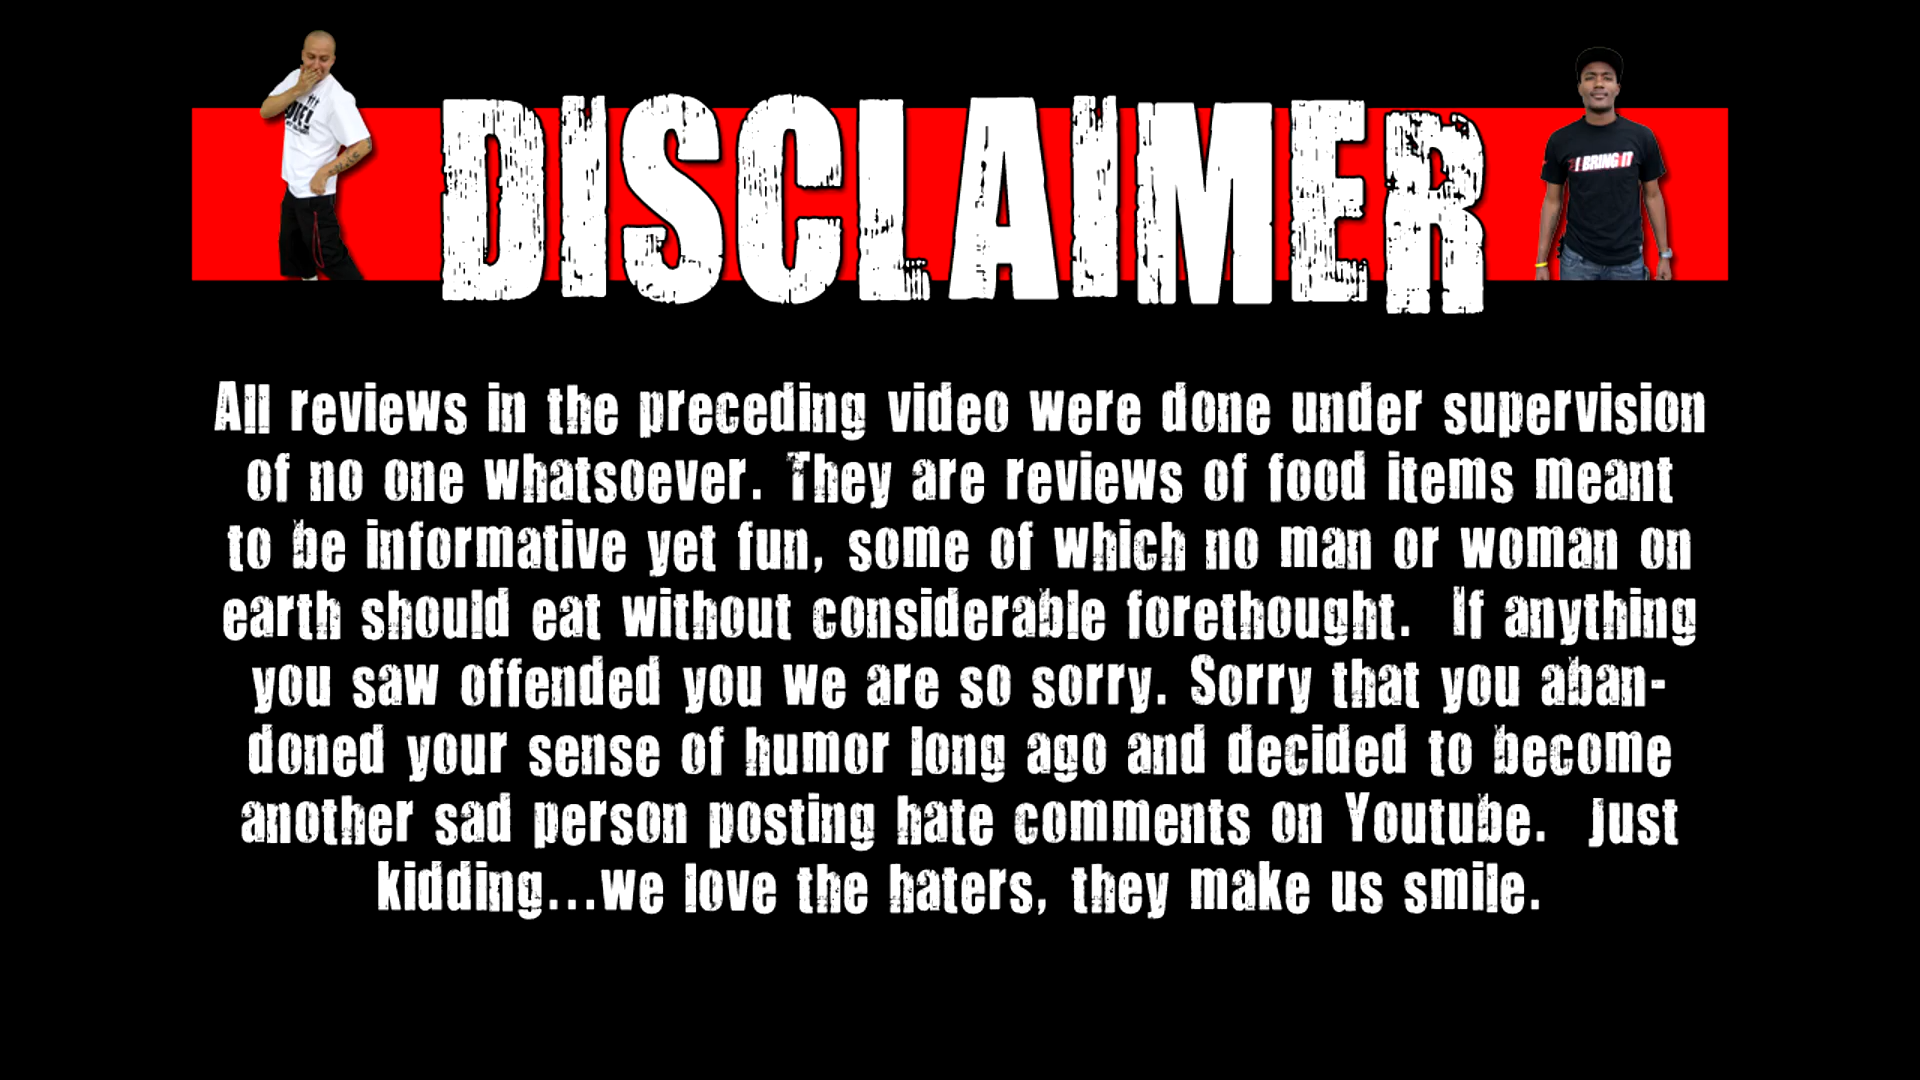 DISCLAIMER
I BRING IT
All reviews in the preceding video were done under supervision
of no one whatsoever. They are reviews of food items meant
to be informative yet fun, some of which no man or woman on
earth should eat without considerable forethought.  If anything
you saw offended you we are so sorry. Sorry that you aban-
doned your sense of humor long ago and decided to become
another sad person posting hate comments on Youtube.  Just
kidding...we love the haters, they make us smile.